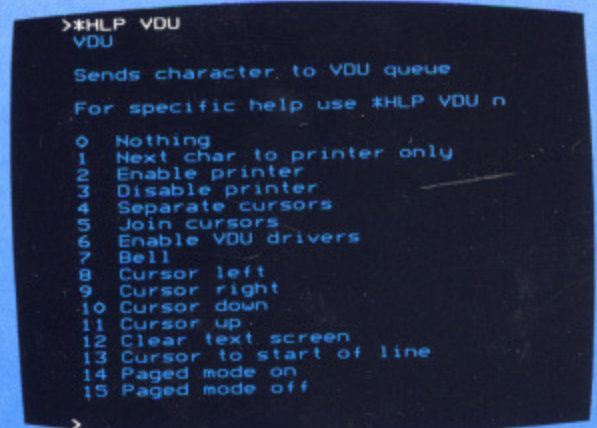 >*HLP VDU
VDU
Sends character to VDU queue
For specific help use *HLP VDU n
0 Nothing
1 Next char to printer only
2 Enable printer
3 Disable printer
4 Separate cursors
5 Join cursors
6 Enable VDU drivers
7 Bell
8 Cursor left
9 Cursor right
10 Cursor down
11 Cursor up
12 Clear text screen
13 Cursor to start of line
14 Paged mode on
15 Paged mode off
>